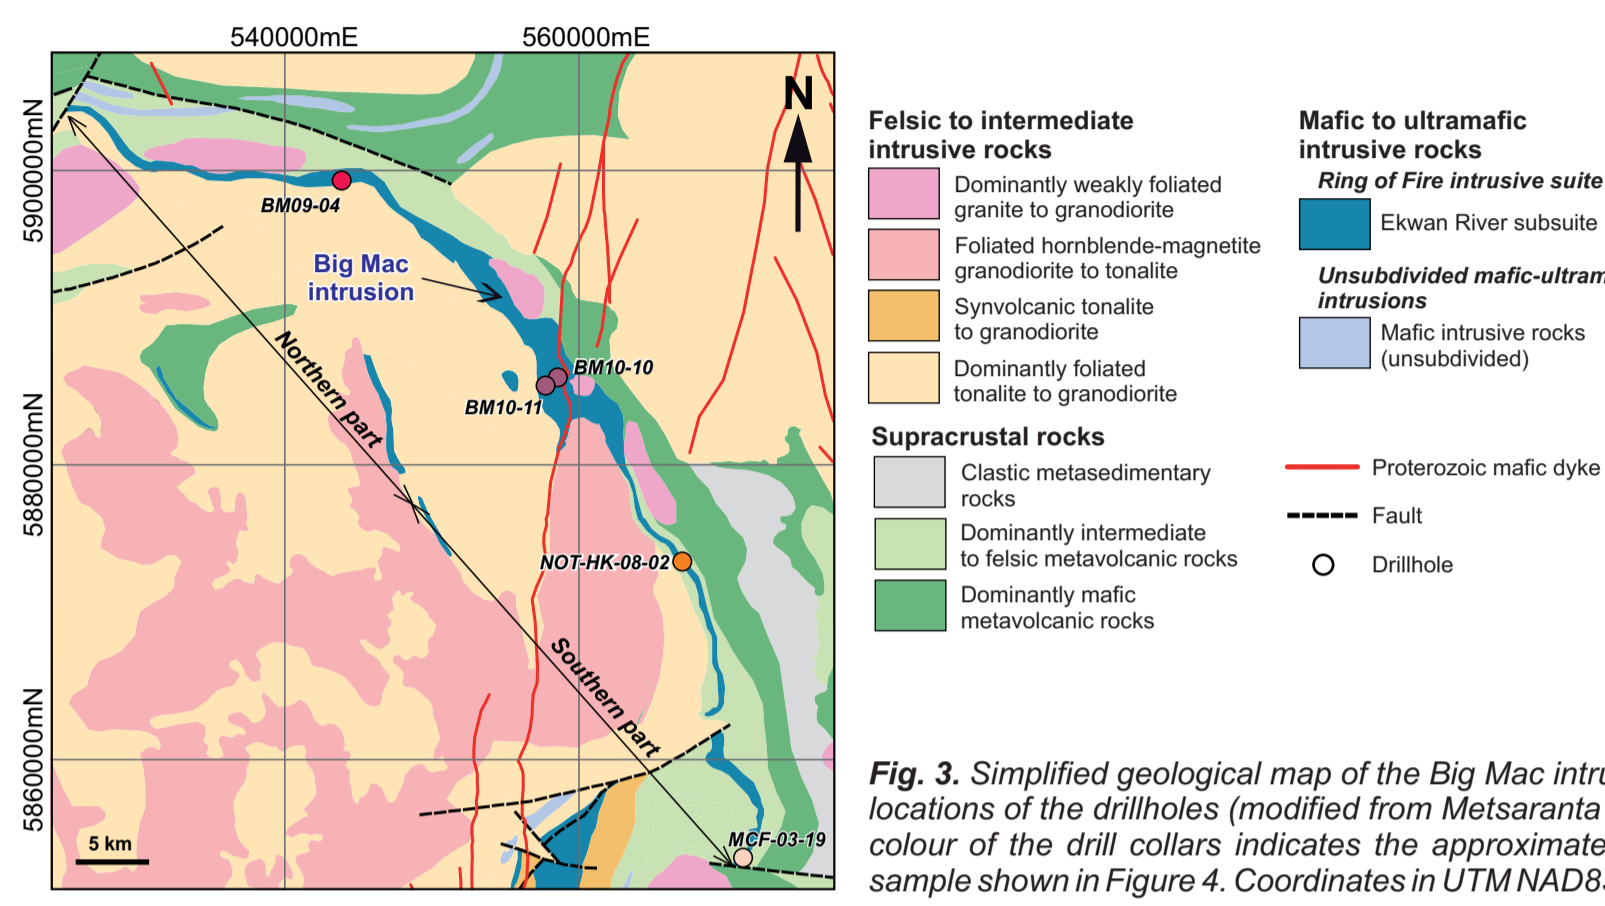 540000mE
560000mE
5900000mN
5880000mN
5860000mN
N
BM09-04
Big Mac
intrusion
BM10-10
BM10-11
Northern part
NOT-HK-08-02
Southern part
MCF-03-19
5 km
Felsic to intermediate
intrusive rocks
Dominantly weakly foliated
granite to granodiorite
Foliated hornblende-magnetite
granodiorite to tonalite
Synvolcanic tonalite
to granodiorite
Dominantly foliated
tonalite to granodiorite
Supracrustal rocks
Clastic metasedimentary
rocks
Dominantly intermediate
to felsic metavolcanic rocks
Dominantly mafic
metavolcanic rocks
Mafic to ultramafic
intrusive rocks
Ring of Fire intrusive suite
Ekwan River subsuite
Unsubdivided mafic-ultram
intrusions
Mafic intrusive rocks
(unsubdivided)
Proterozoic mafic dyke
Fault
Drillhole
Fig. 3. Simplified geological map of the Big Mac intru
locations of the drillholes (modified from Metsaranta
colour of the drill collars indicates the approximate
sample shown in Figure 4. Coordinates in UTM NAD8